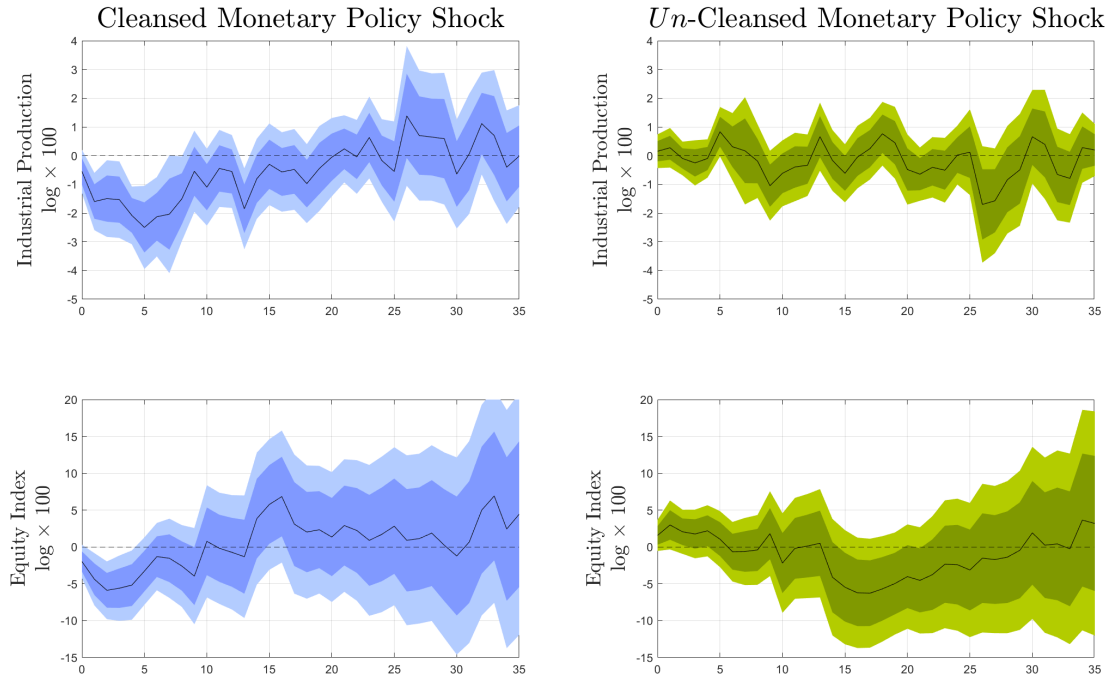 Cleansed Monetary Policy Shock
Un-Cleansed Monetary Policy Shock
Industrial Production
log × 100
4
3
2
1
0
-1
-2
-3
-4
-5
0 5 10 15 20 25 30 35
Industrial Production
log × 100
4
3
2
1
0
-1
-2
-3
-4
-5
0 5 10 15 20 25 30 35
Equity Index
log × 100
20
15
10
5
0
-5
-10
-15
0 5 10 15 20 25 30 35
Equity Index
log × 100
20
15
10
5
0
-5
-10
-15
0 5 10 15 20 25 30 35